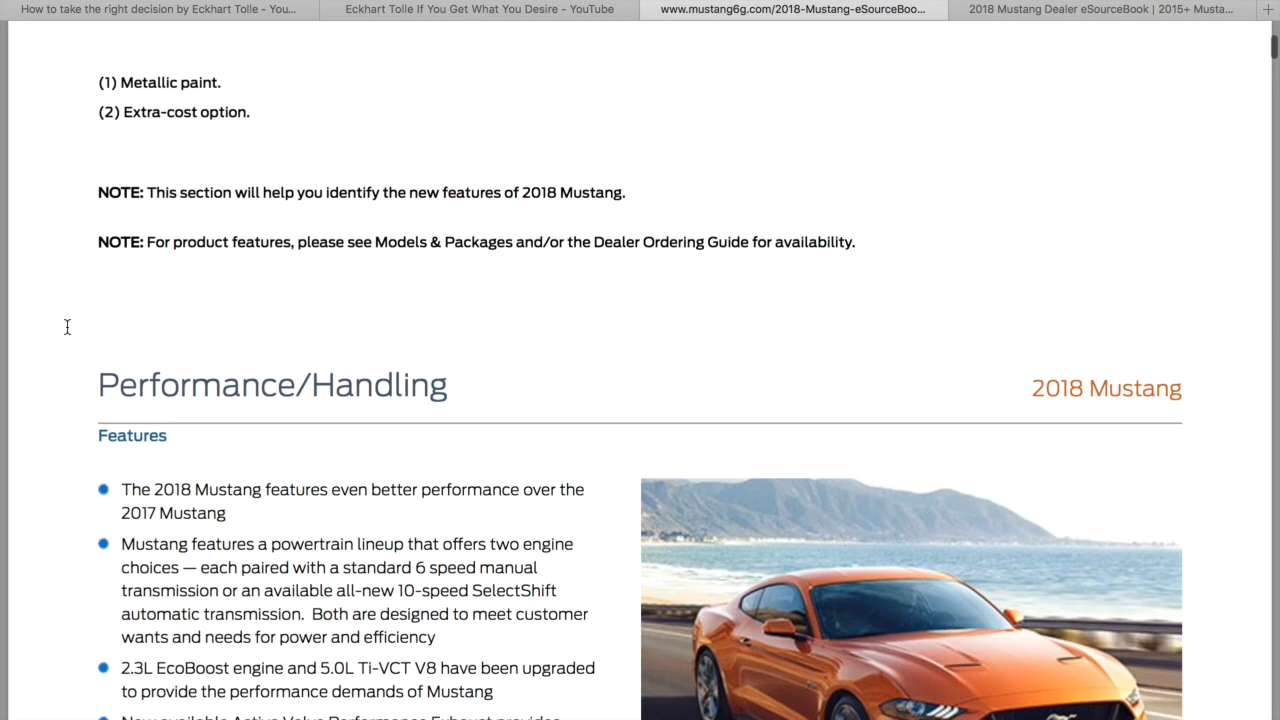 How to take the right decision by Eckhart Tolle - You...
Eckhart Tolle If You Get What You Desire - YouTube
www.mustang6g.com/2018-Mustang-eSourceBoo...
2018 Mustang Dealer eSourceBook | 2015+ Musta...
(1) Metallic paint.
(2) Extra-cost option.
NOTE: This section will help you identify the new features of 2018 Mustang.
NOTE: For product features, please see Models & Packages and/or the Dealer Ordering Guide for availability.
Performance/Handling
2018 Mustang
Features
The 2018 Mustang features even better performance over the
2017 Mustang
Mustang features a powertrain lineup that offers two engine
choices — each paired with a standard 6 speed manual
transmission or an available all-new 10-speed SelectShift
automatic transmission. Both are designed to meet customer
wants and needs for power and efficiency
2.3L EcoBoost engine and 5.0L Ti-VCT V8 have been upgraded
to provide the performance demands of Mustang
New available Active Valve Performance Exhaust provides